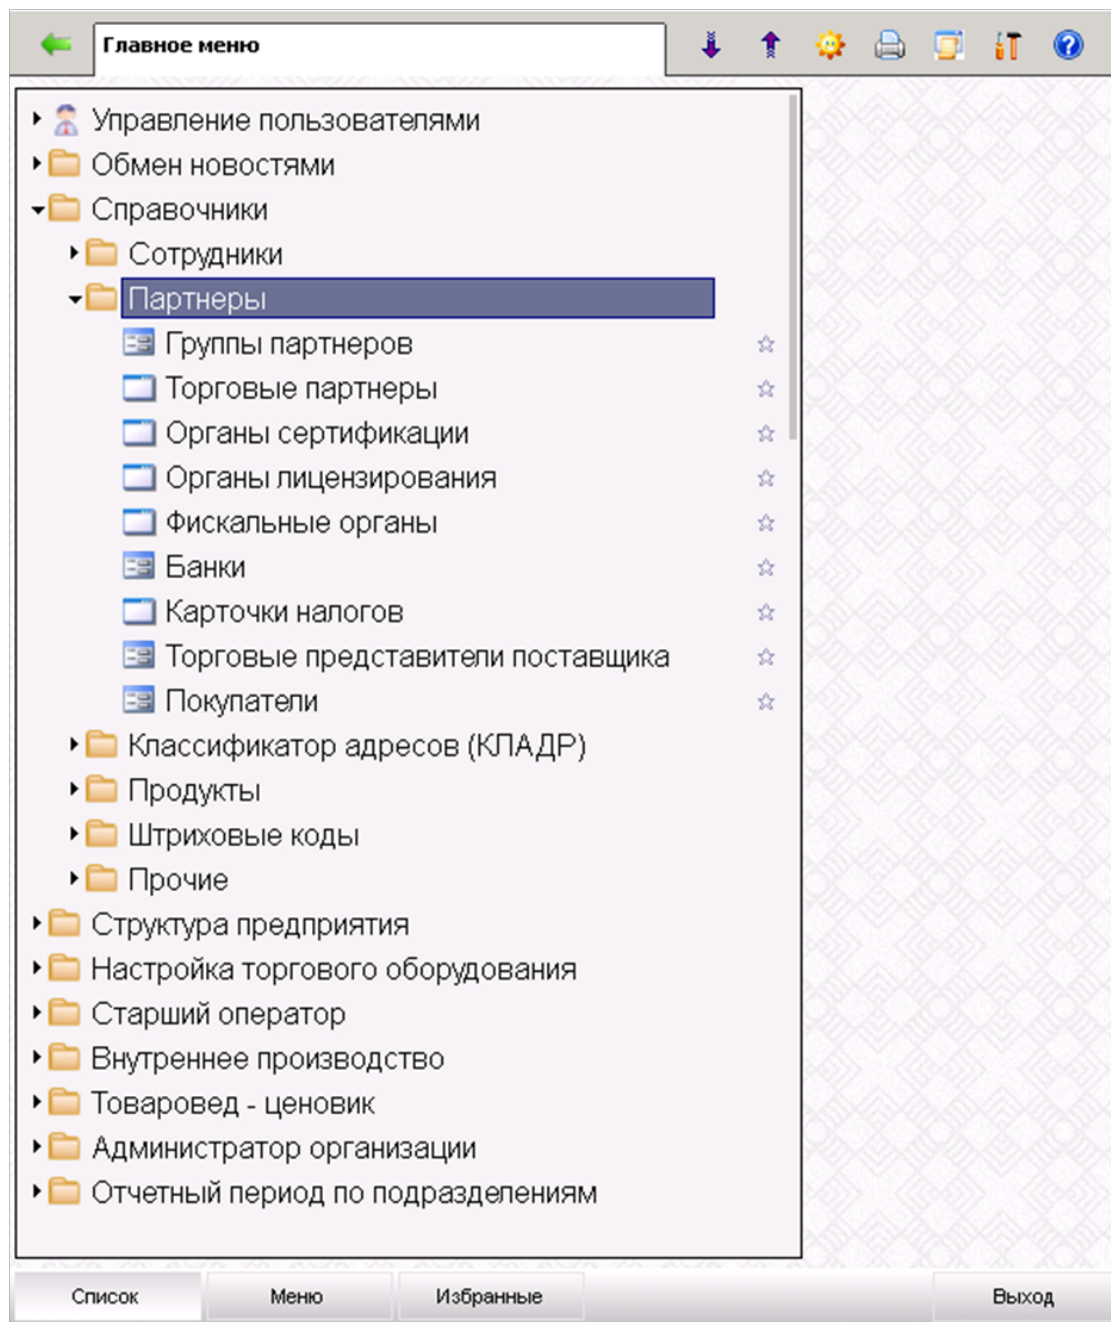 Главное меню
Управление пользователями
Обмен новостями
Справочники
Сотрудники
Партнеры
Группы партнеров
Торговые партнеры
Органы сертификации
Органы лицензирования
Фискальные органы
Банки
Карточки налогов
Торговые представители поставщика
Покупатели
Классификатор адресов (КЛАДР)
Продукты
Штриховые коды
Прочие
Структура предприятия
Настройка торгового оборудования
Старший оператор
Внутреннее производство
Товаровед - ценовик
Администратор организации
Отчетный период по подразделениям
Список Меню Избранные Выход